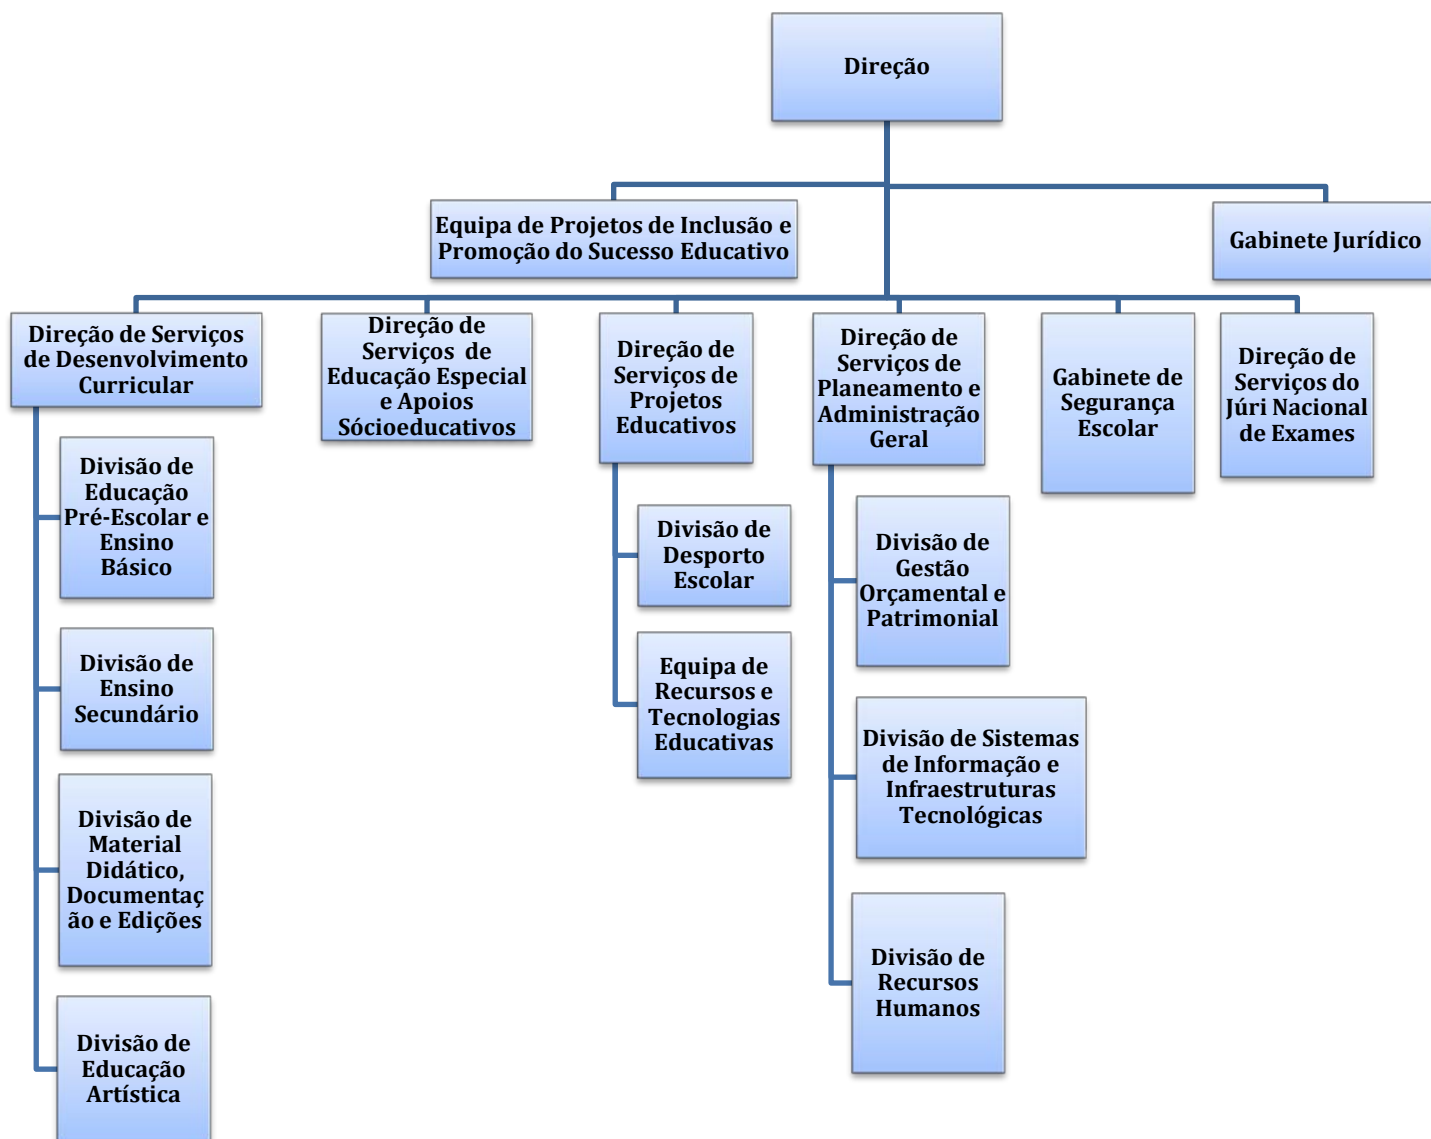 Direção
Equipa de Projetos de Inclusão e
Promoção do Sucesso Educativo
Gabinete Jurídico
Direção de Serviços
de Desenvolvimento
Curricular
Direção de
Serviços de
Educação Especial
e Apoios
Sócioeducativos
Direção de
Serviços de
Projetos
Educativos
Direção de
Serviços de
Planeamento e
Administração
Geral
Gabinete de
Segurança
Escolar
Direção de
Serviços do
Júri Nacional
de Exames
Divisão de
Educação
Pré-Escolar e
Ensino
Básico
Divisão de
Ensino
Secundário
Divisão de
Material
Didático,
Documentaç
ão e Edições
Divisão de
Educação
Artística
Divisão de
Desporto
Escolar
Equipa de
Recursos e
Tecnologias
Educativas
Divisão de
Gestão
Orçamental e
Patrimonial
Divisão de Sistemas
de Informação e
Infraestruturas
Tecnológicas
Divisão de
Recursos
Humanos